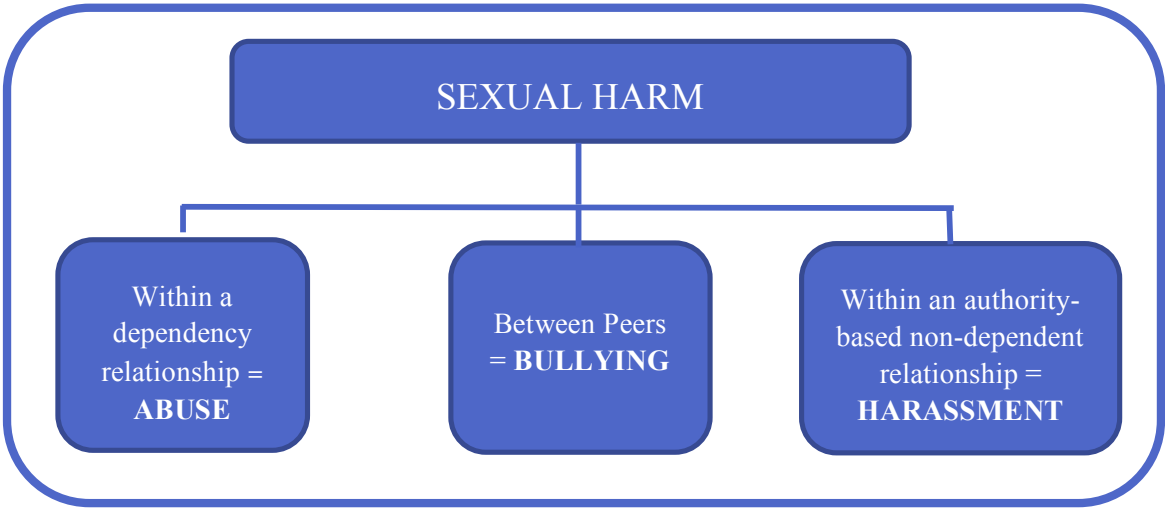 SEXUAL HARM
Within a
dependency
relationship =
ABUSE
Between Peers
= BULLYING
Within an authority-
based non-dependent
relationship =
HARASSMENT